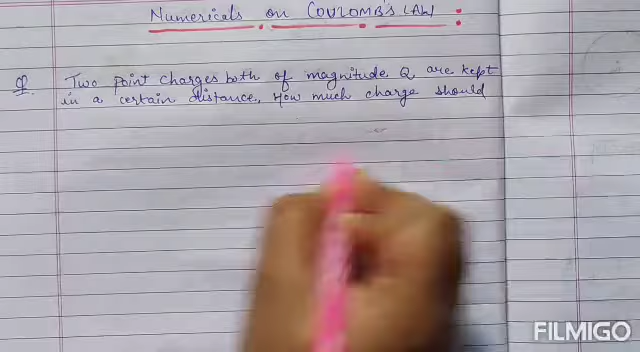 Numericals on COULOMB'S LAW :
Q. Two point charges both of magnitude Q are kept
in a certain distance, How much charge should
FILMIGO